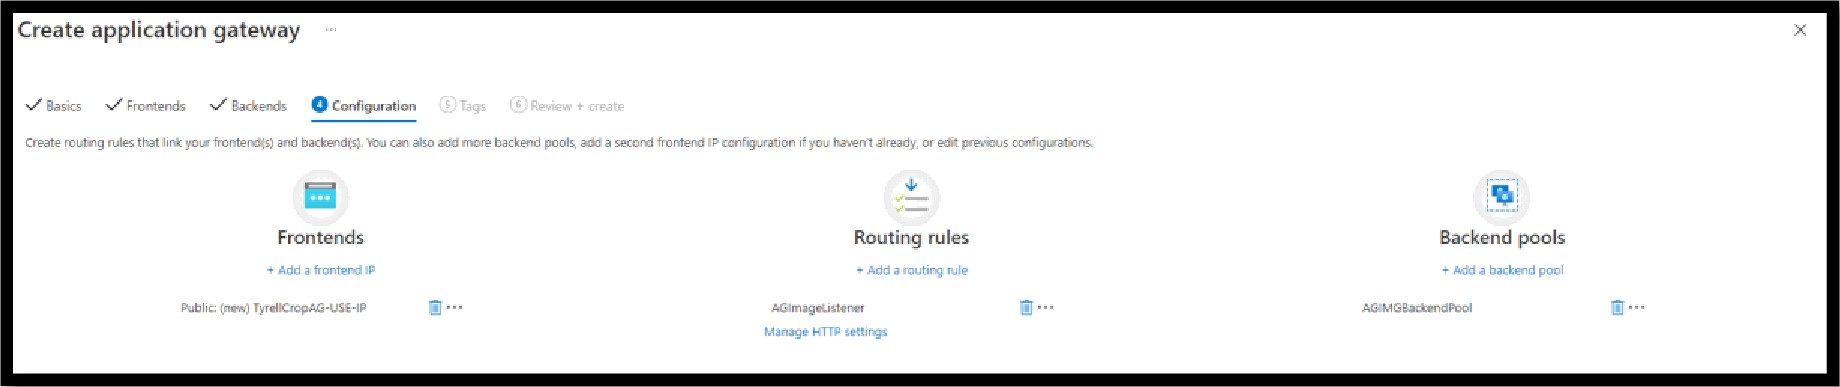 Create application gateway ...
Basics Frontends Backends 4 Configuration 5 Tags 6 Review + create
Create routing rules that link your frontend(s) and backend(s). You can also add more backend pools, add a second frontend IP configuration if you haven't already, or edit previous configurations.
Frontends Routing rules Backend pools
+ Add a frontend IP + Add a routing rule + Add a backend pool
Public: (new) TyrellCropAG-USE-IP ... AGImageListener ... AGIMGBackendPool ...
Manage HTTP settings